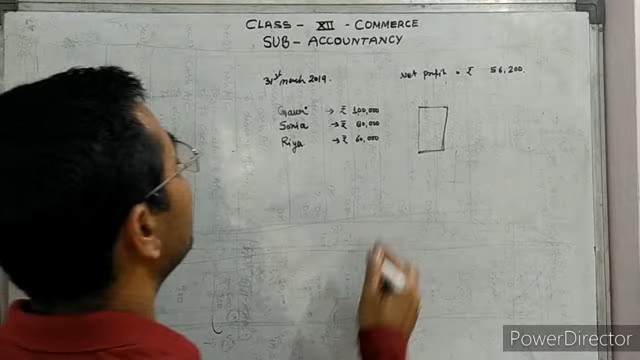 CLASS - XII - COMMERCE
SUB - ACCOUNTANCY
31st march 2019. Net profit = ₹ 56,200.
Gauri → ₹ 100,000
Sonia → ₹ 80,000
Riya → ₹ 60,000
PowerDirector